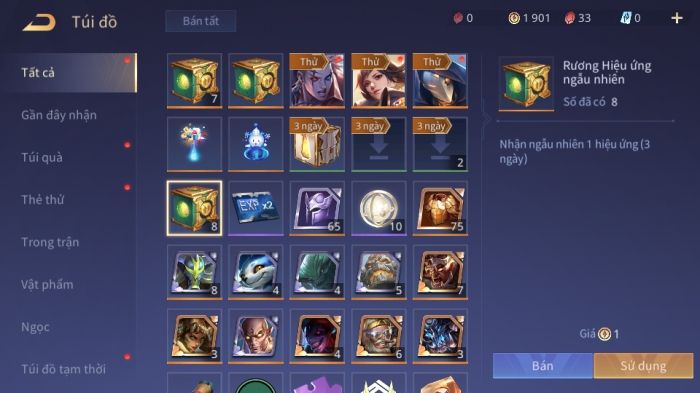 Túi đồ
Bán tất
0
1 901
33
0
+
Tất cả
Gần đây nhận
Túi quà
Thẻ thử
Trong trận
Vật phẩm
Ngọc
Túi đồ tạm thời
7
Thử
Thử
Thử
3 ngày
3 ngày
3 ngày
2
8
EXP x2
65
10
75
8
4
4
5
7
3
4
3
6
3
Rương Hiệu ứng
ngẫu nhiên
Số đã có 8
Nhận ngẫu nhiên 1 hiệu ứng (3
ngày)
Giá 1
Bán
Sử dụng